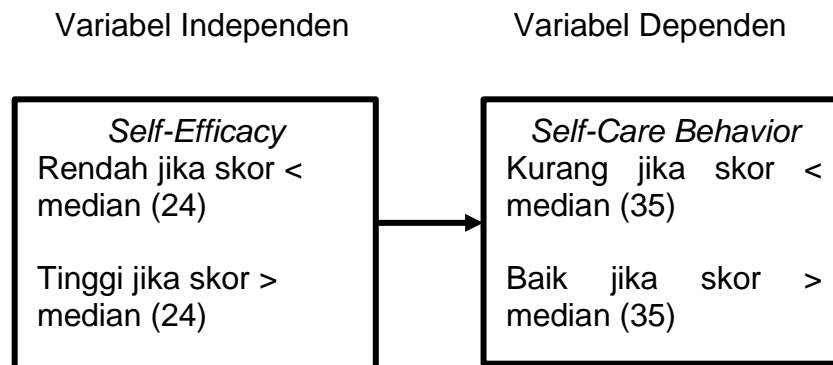 Variabel Independen
Variabel Dependen
Self-Efficacy
Rendah jika skor <
median (24)
Tinggi jika skor >
median (24)
Self-Care Behavior
Kurang jika skor <
median (35)
Baik jika skor >
median (35)